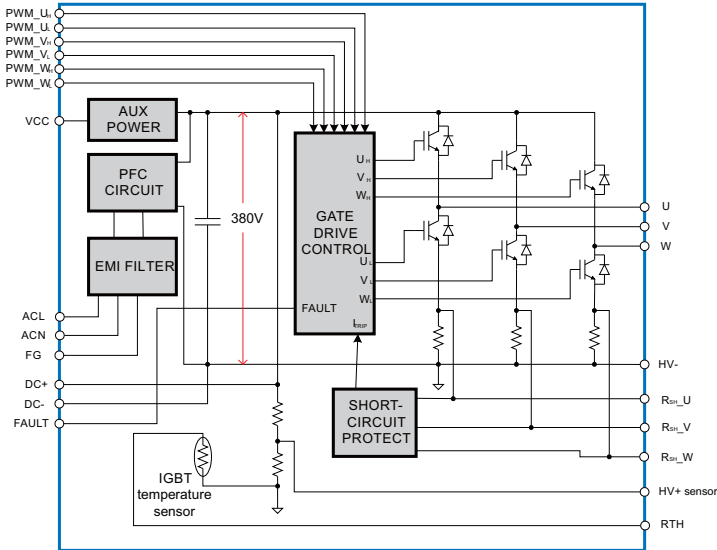 PWM_UH
PWM_UL
PWM_VH
PWM_VL
PWM_WH
PWM_WL
VCC
AUX
POWER
PFC
CIRCUIT
EMI FILTER
380V
GATE
DRIVE
CONTROL
UH
VH
WH
UL
VL
WL
FAULT
ITRIP
U
V
W
ACL
ACN
FG
DC+
DC-
FAULT
SHORT-
CIRCUIT
PROTECT
IGBT
temperature
sensor
HV-
RSH_U
RSH_V
RSH_W
HV+ sensor
RTH